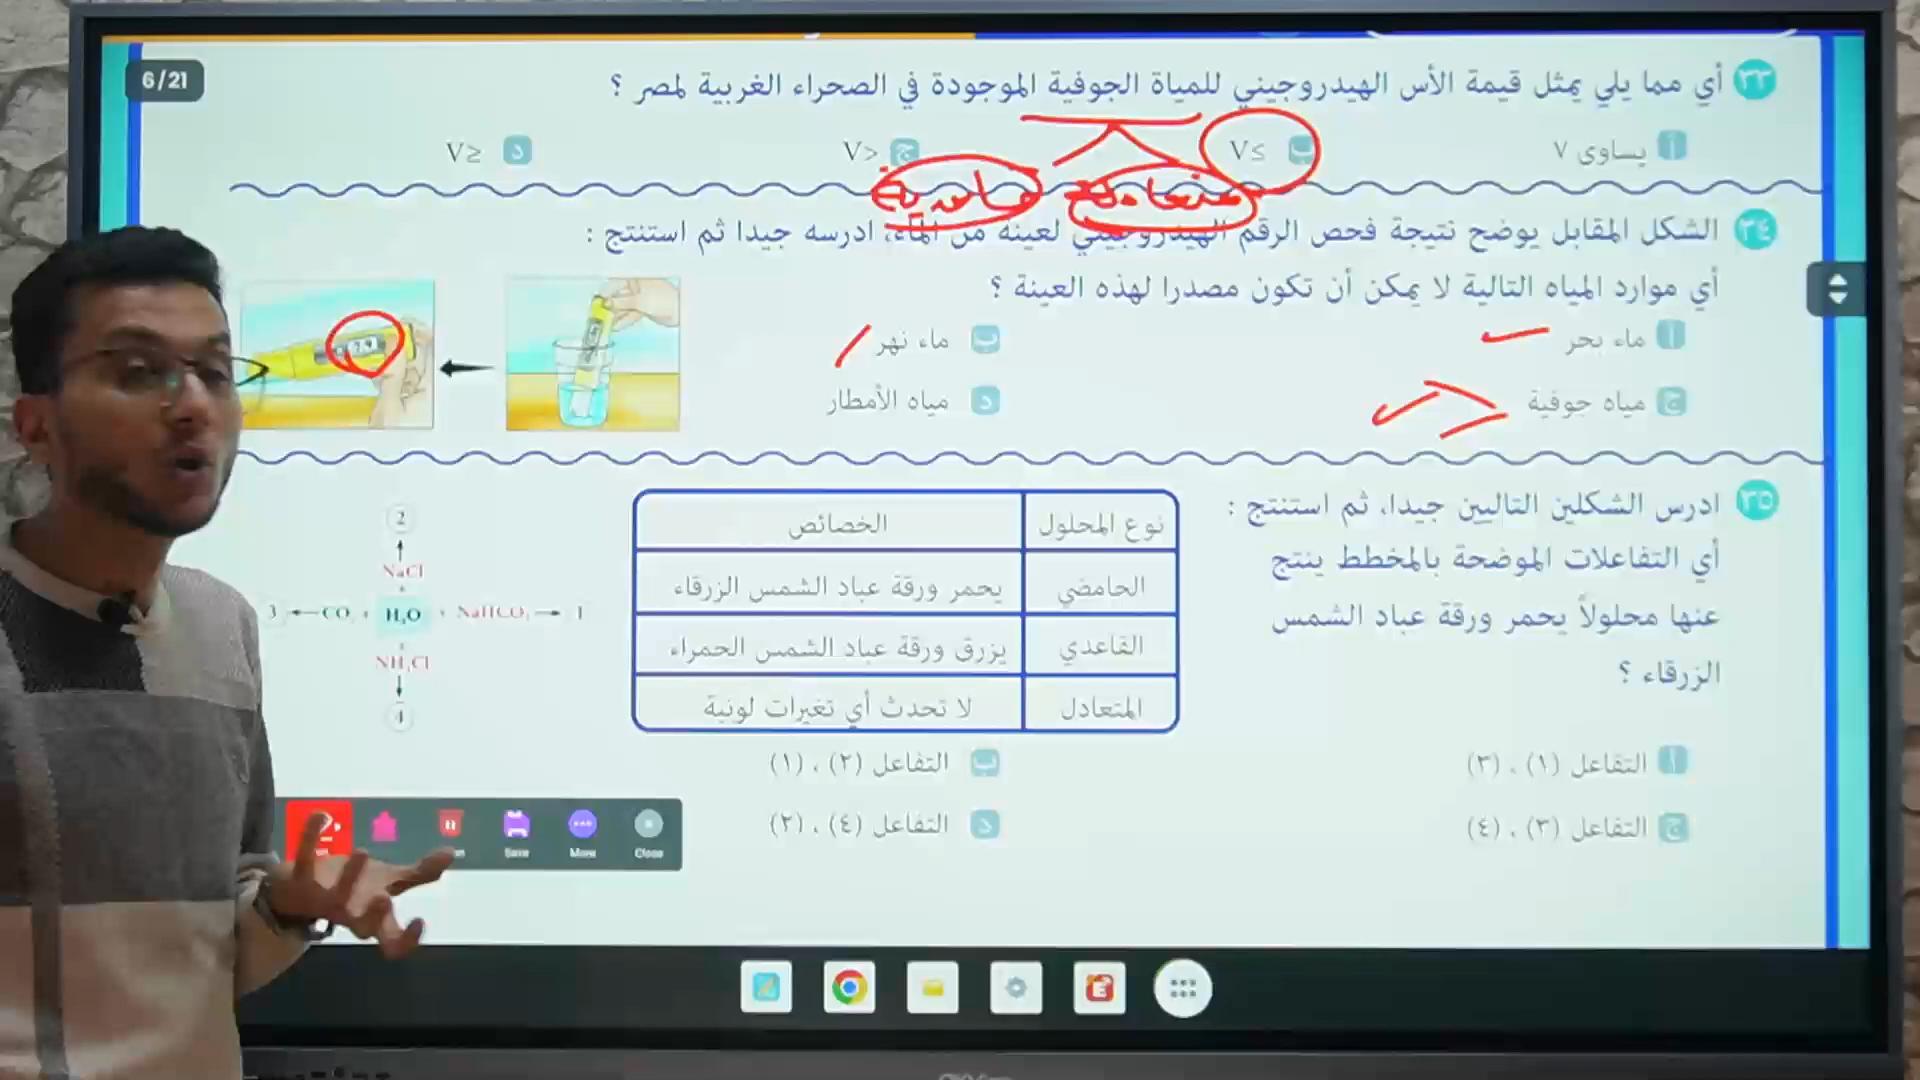 6/21
٣٣ أي مما يلي يمثل قيمة الأس الهيدروجيني للمياة الجوفية الموجودة في الصحراء الغربية لمصر ؟
أ يساوى ٧
ب ≥٧
ج >٧
د ≤٧
٣٤ الشكل المقابل يوضح نتيجة فحص الرقم الهيدروجيني لعينة من الماء، ادرسه جيدا ثم استنتج :
أي موارد المياه التالية لا يمكن أن تكون مصدرا لهذه العينة ؟
أ ماء بحر
ب ماء نهر
ج مياه جوفية
د مياه الأمطار
٣٥ ادرس الشكلين التاليين جيدا، ثم استنتج :
أي التفاعلات الموضحة بالمخطط ينتج
عنها محلولاً يحمر ورقة عباد الشمس
الزرقاء ؟
نوع المحلول الخصائص
الحامضي يحمر ورقة عباد الشمس الزرقاء
القاعدي يزرق ورقة عباد الشمس الحمراء
المتعادل لا تحدث أي تغيرات لونية
2
NaCl
+
3 ← CO₂ + H₂O + NaHCO₃ → 1
+
NH₄Cl
4
أ التفاعل (١) ، (٣)
ب التفاعل (٢) ، (١)
ج التفاعل (٣) ، (٤)
د التفاعل (٤) ، (٢)
Save
More
Close